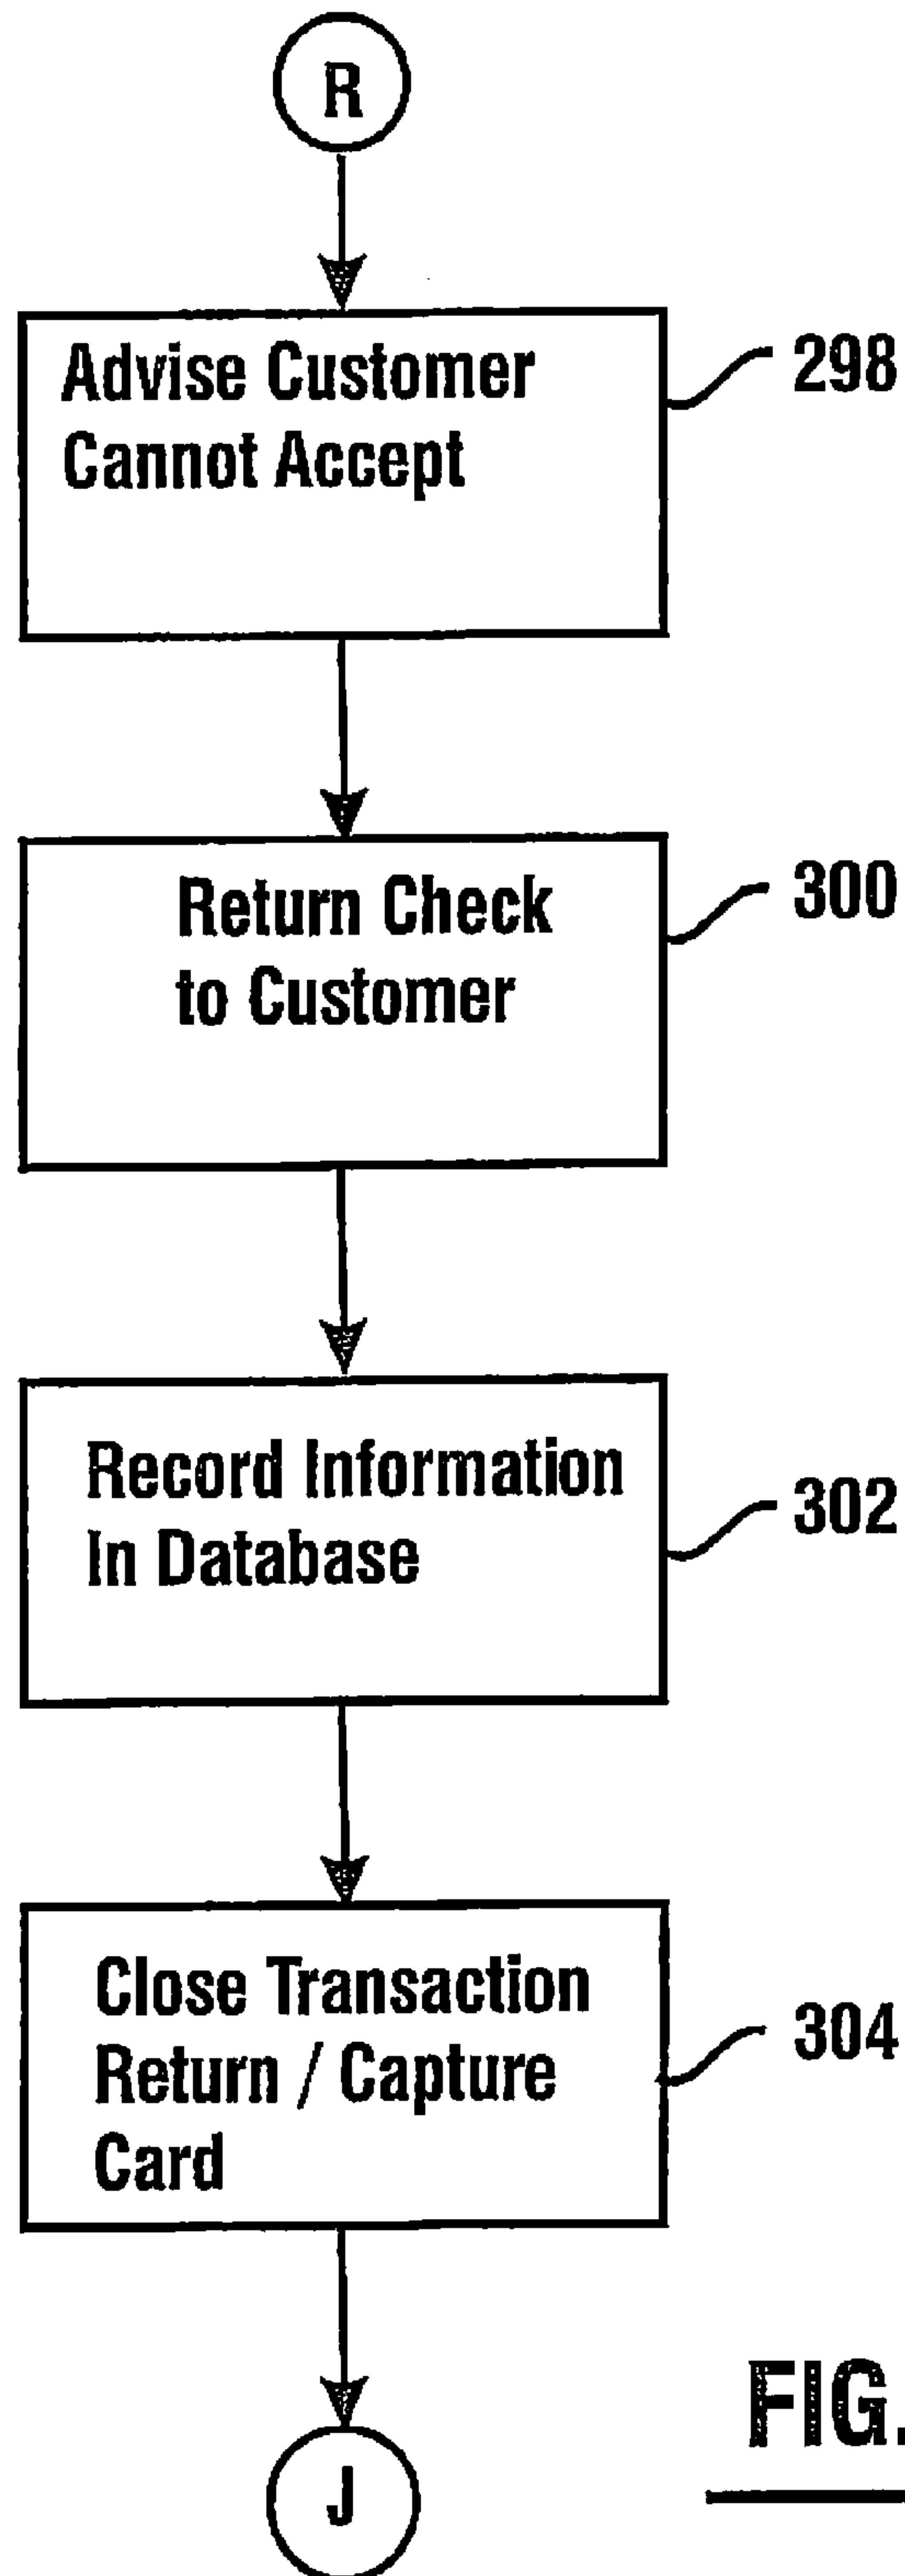 R
Advise Customer
Cannot Accept
298
Return Check
to Customer
300
Record Information
In Database
302
Close Transaction
Return / Capture
Card
304
FIG.
J